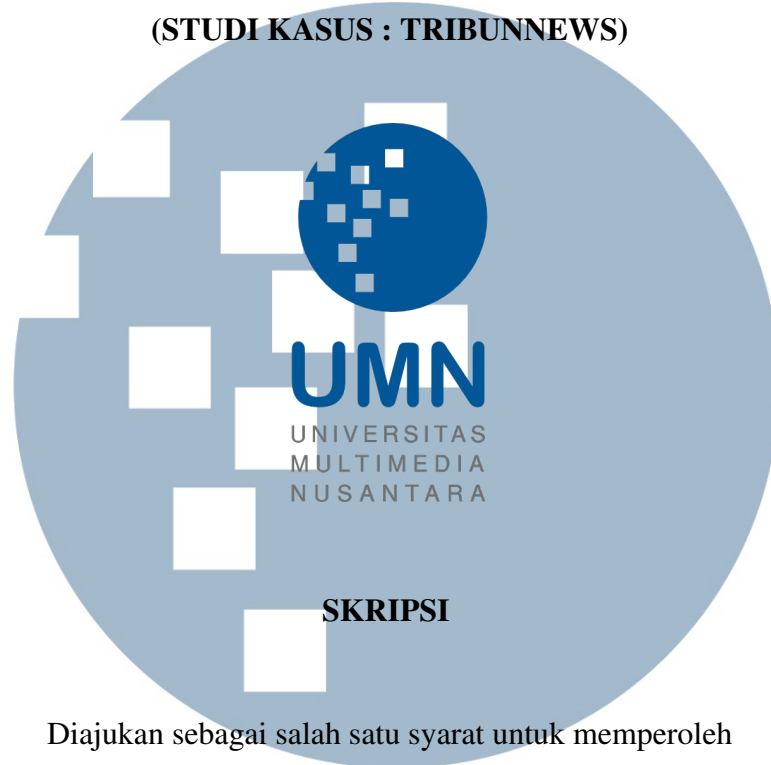 (STUDI KASUS : TRIBUNNEWS)
UMN
UNIVERSITAS
MULTIMEDIA
NUSANTARA
SKRIPSI
Diajukan sebagai salah satu syarat untuk memperoleh